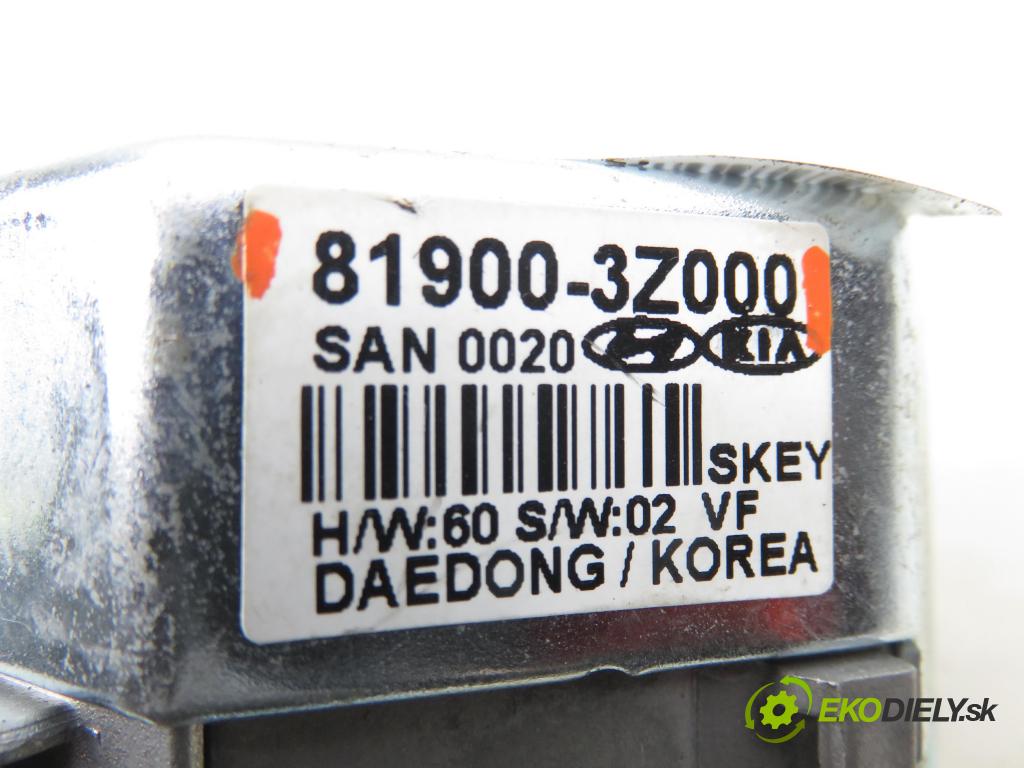 81900-3Z000
SAN 0020 KIA
SKEY
H/W:60 S/W:02 VF
DAEDONG / KOREA
EKODIELY.sk